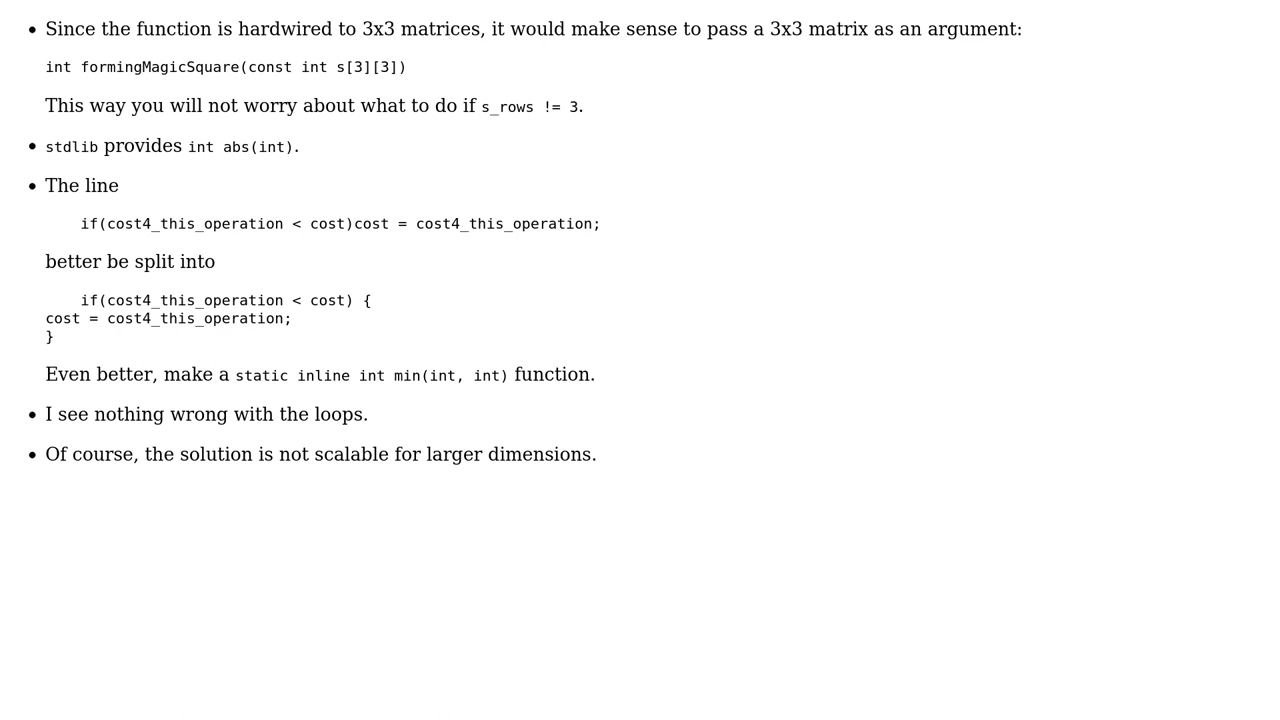 • Since the function is hardwired to 3x3 matrices, it would make sense to pass a 3x3 matrix as an argument:
int formingMagicSquare(const int s[3][3])
This way you will not worry about what to do if s_rows != 3.
• stdlib provides int abs(int).
• The line
    if(cost4_this_operation < cost)cost = cost4_this_operation;
better be split into
    if(cost4_this_operation < cost) {
cost = cost4_this_operation;
}
Even better, make a static inline int min(int, int) function.
• I see nothing wrong with the loops.
• Of course, the solution is not scalable for larger dimensions.